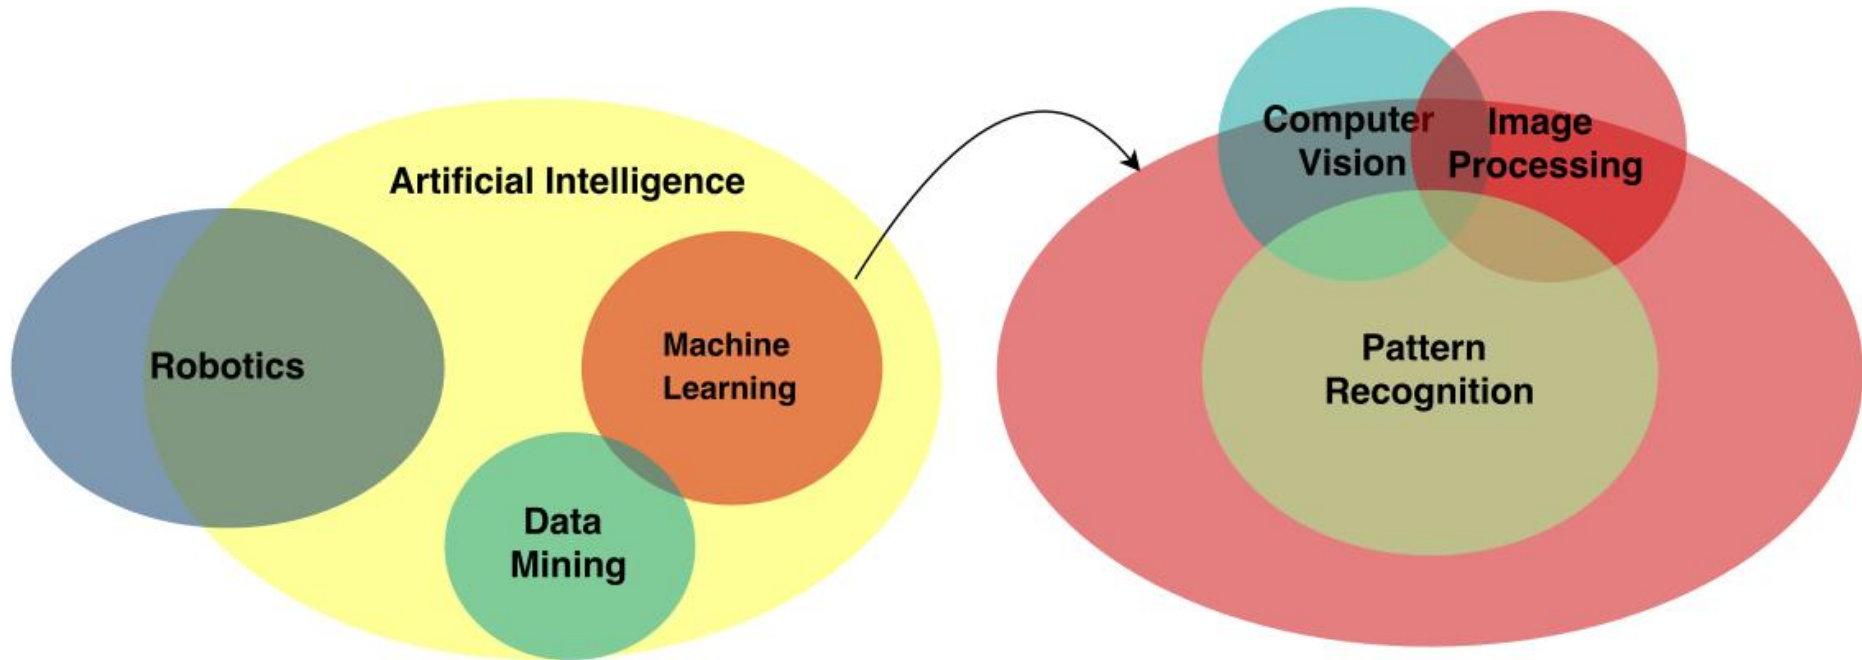 Artificial Intelligence
Robotics
Machine
Learning
Data
Mining
Computer
Vision
Image
Processing
Pattern
Recognition